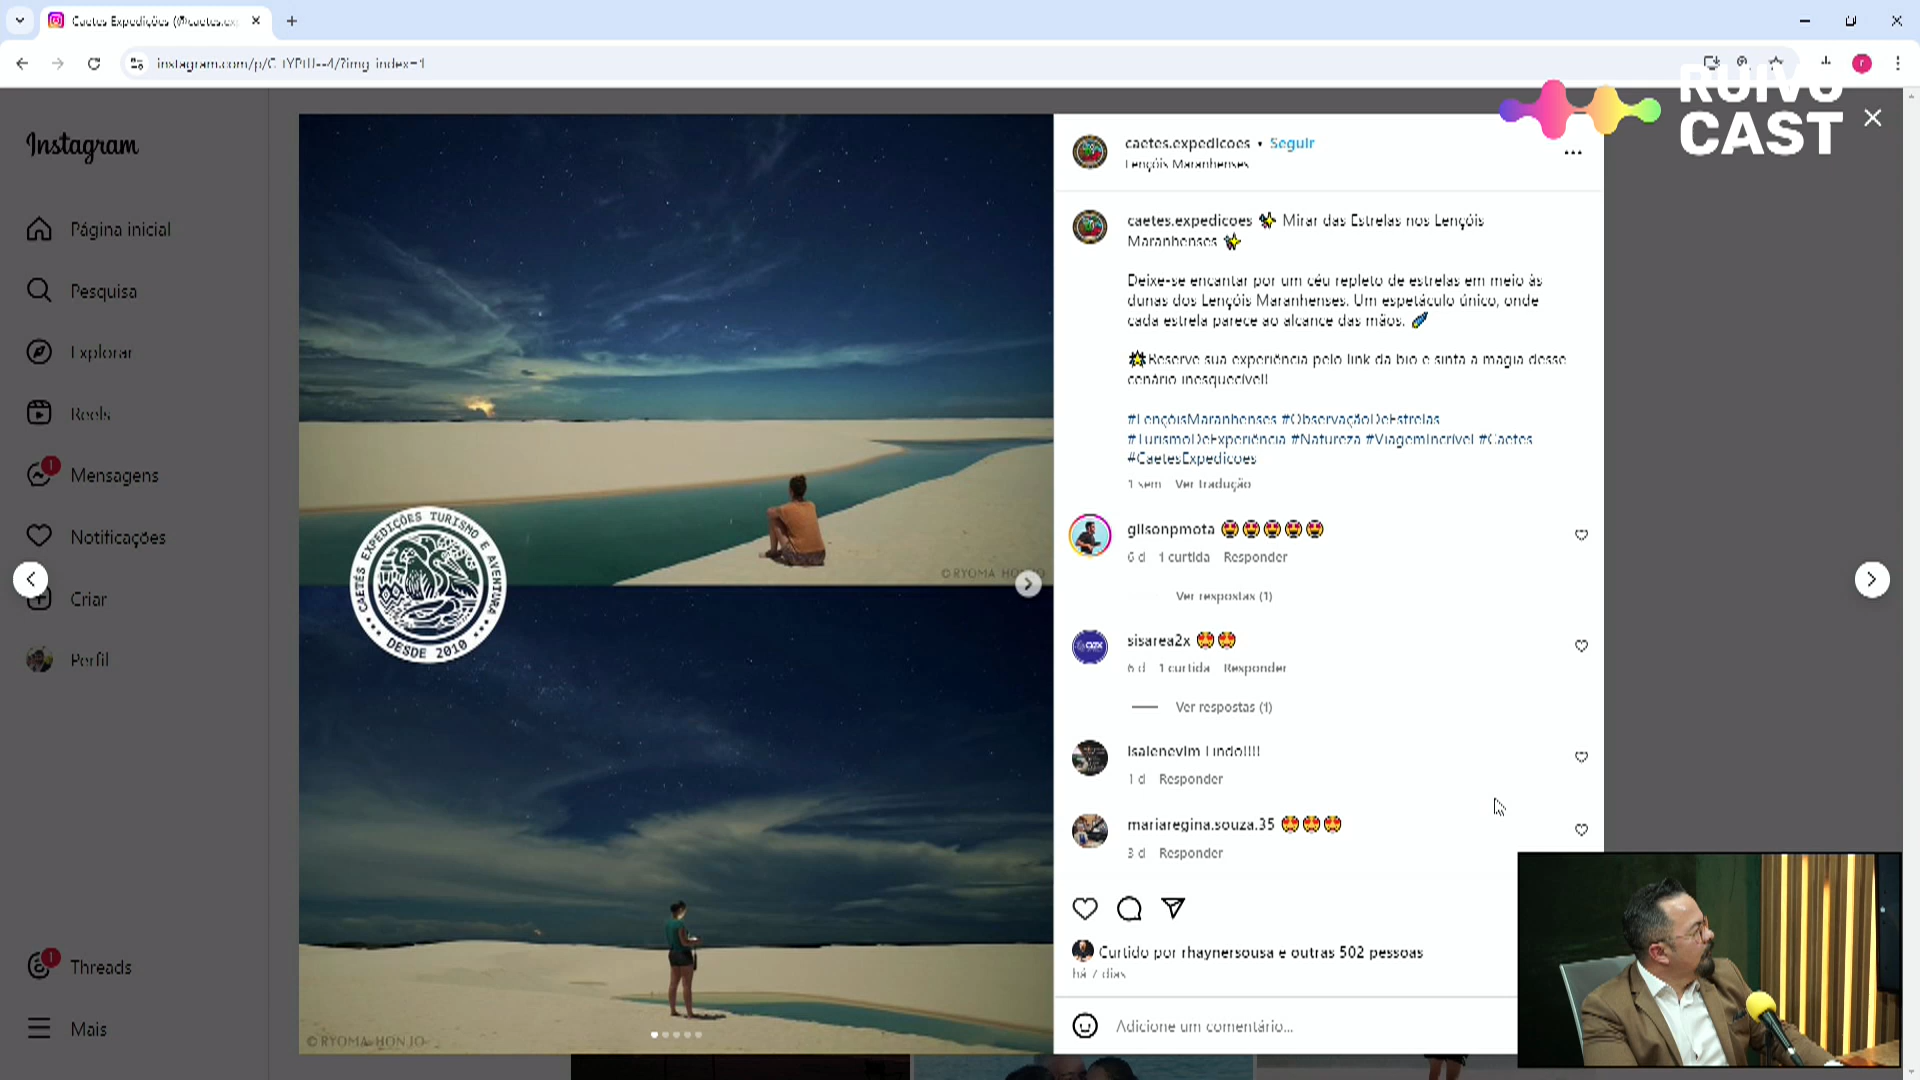 Caetes Expedições (@caetes.ex
instagram.com/p/C_tYPtU--4/?img_index=1
RUIVO
CAST
Instagram
Página inicial
Pesquisa
Explorar
Reels
1
Mensagens
Notificações
Criar
Perfil
1
Threads
Mais
caetes.expedicoes • Seguir
Lençóis Maranhenses
caetes.expedicoes ✨ Mirar das Estrelas nos Lençóis
Maranhenses ✨
Deixe-se encantar por um céu repleto de estrelas em meio às
dunas dos Lençóis Maranhenses. Um espetáculo único, onde
cada estrela parece ao alcance das mãos.
🌟Reserve sua experiência pelo link da bio e sinta a magia desse
cenário inesquecível!
#LençóisMaranhenses #ObservaçãoDeEstrelas
#TurismoDeExperiência #Natureza #ViagemIncrível #Caetes
#CaetesExpedicoes
1 sem Ver tradução
gilsonpmota 😍😍😍😍😍
6 d 1 curtida Responder
Ver respostas (1)
sisarea2x 😍😍
6 d 1 curtida Responder
Ver respostas (1)
isalenevim Lindo!!!!
1 d Responder
mariaregina.souza.35 😍😍😍
3 d Responder
Curtido por rhaynersousa e outras 502 pessoas
há 7 dias
Adicione um comentário...
CAETÉS EXPEDIÇÕES TURISMO E AVENTURA
DESDE 2010
© RYOMA HONJO
© RYOMA HONJO